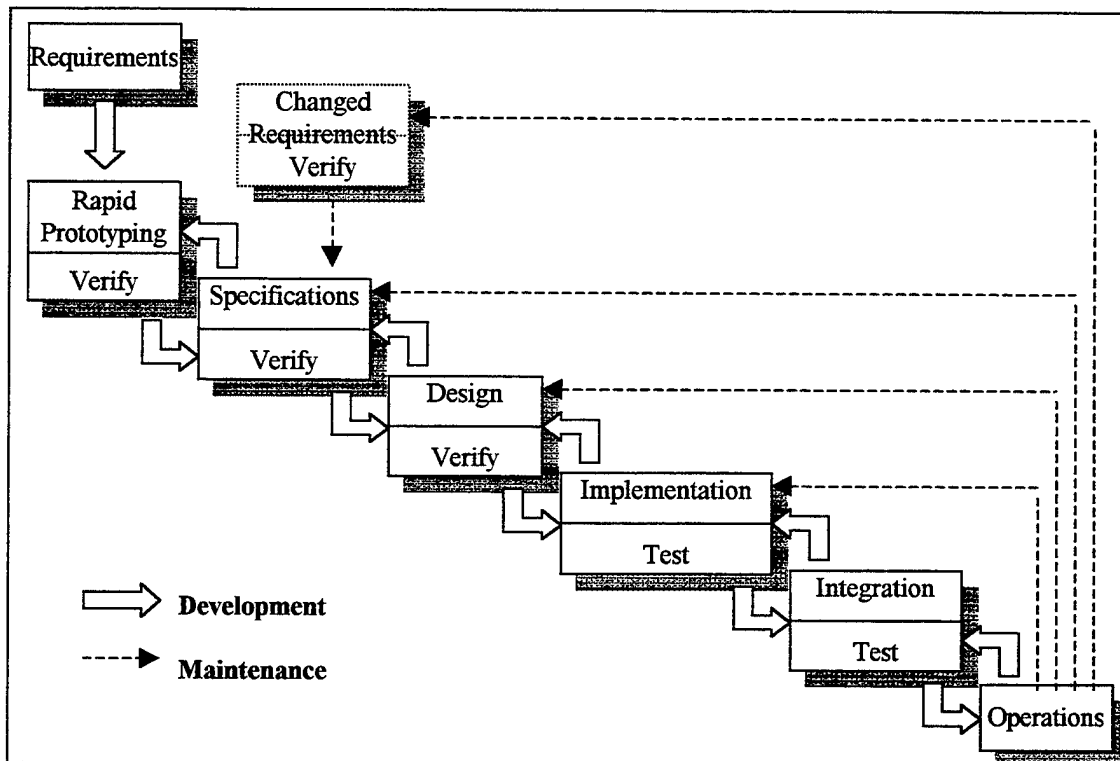 Requirements
Changed
Requirements
Verify
Rapid
Prototyping
Verify
Specifications
Verify
Design
Verify
Implementation
Test
Integration
Test
Operations
Development
Maintenance